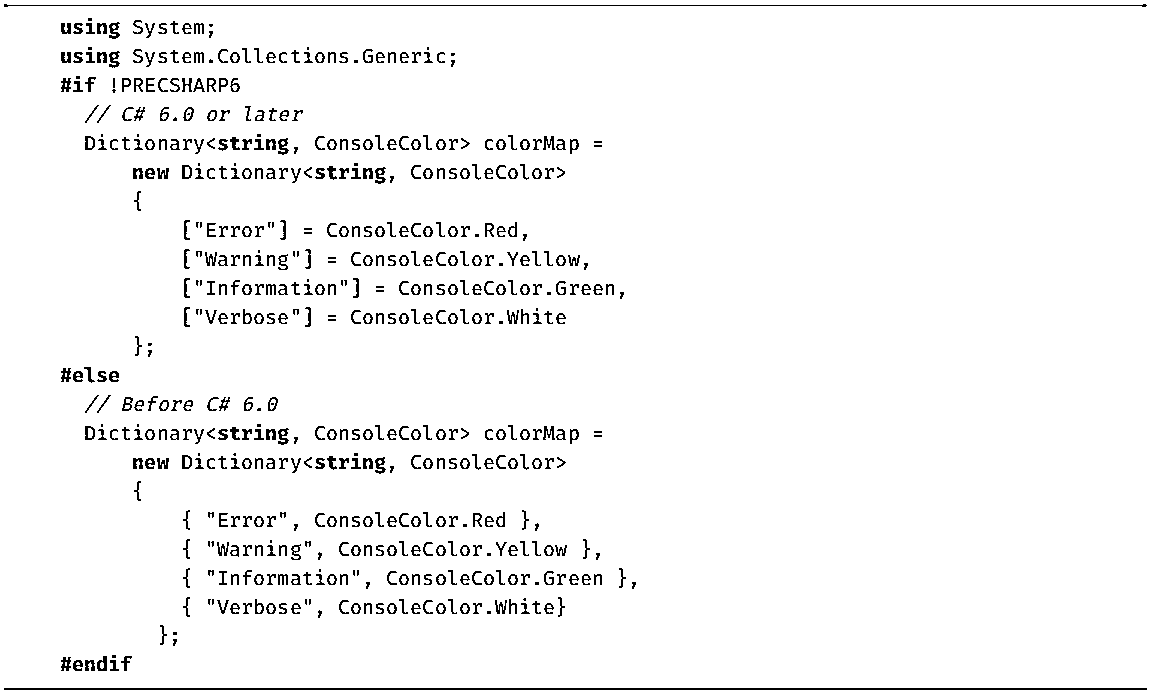 using System;
using System.Collections.Generic;
#if !PRECSHARP6
// C# 6.0 or later
Dictionary<string, ConsoleColor> colorMap =
new Dictionary<string, ConsoleColor>
{
["Error"] = ConsoleColor.Red,
["Warning"] = ConsoleColor.Yellow,
["Information"] = ConsoleColor.Green,
["Verbose"] = ConsoleColor.White
};
#else
// Before C# 6.0
Dictionary<string, ConsoleColor> colorMap =
new Dictionary<string, ConsoleColor>
{
{ "Error", ConsoleColor.Red },
{ "Warning", ConsoleColor.Yellow },
{ "Information", ConsoleColor.Green },
{ "Verbose", ConsoleColor.White}
};
#endif